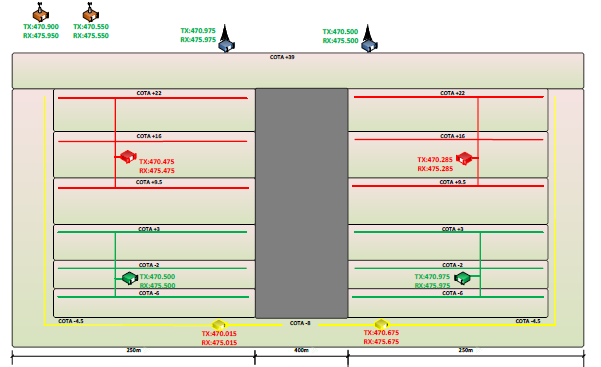 TX:470.900
RX:475.950
TX:470.550
RX:475.550
TX:470.975
RX:475.975
TX:470.500
RX:475.500
COTA +39
COTA +22
COTA +22
COTA +16
COTA +16
TX:470.475
RX:475.475
TX:470.285
RX:475.285
COTA +9.5
COTA +9.5
COTA +3
COTA +3
COTA -2
COTA -2
TX:470.500
RX:475.500
TX:470.975
RX:475.975
COTA -6
COTA -6
COTA -4.5
COTA -8
COTA -4.5
TX:470.015
RX:475.015
TX:470.675
RX:475.675
250m
400m
250m